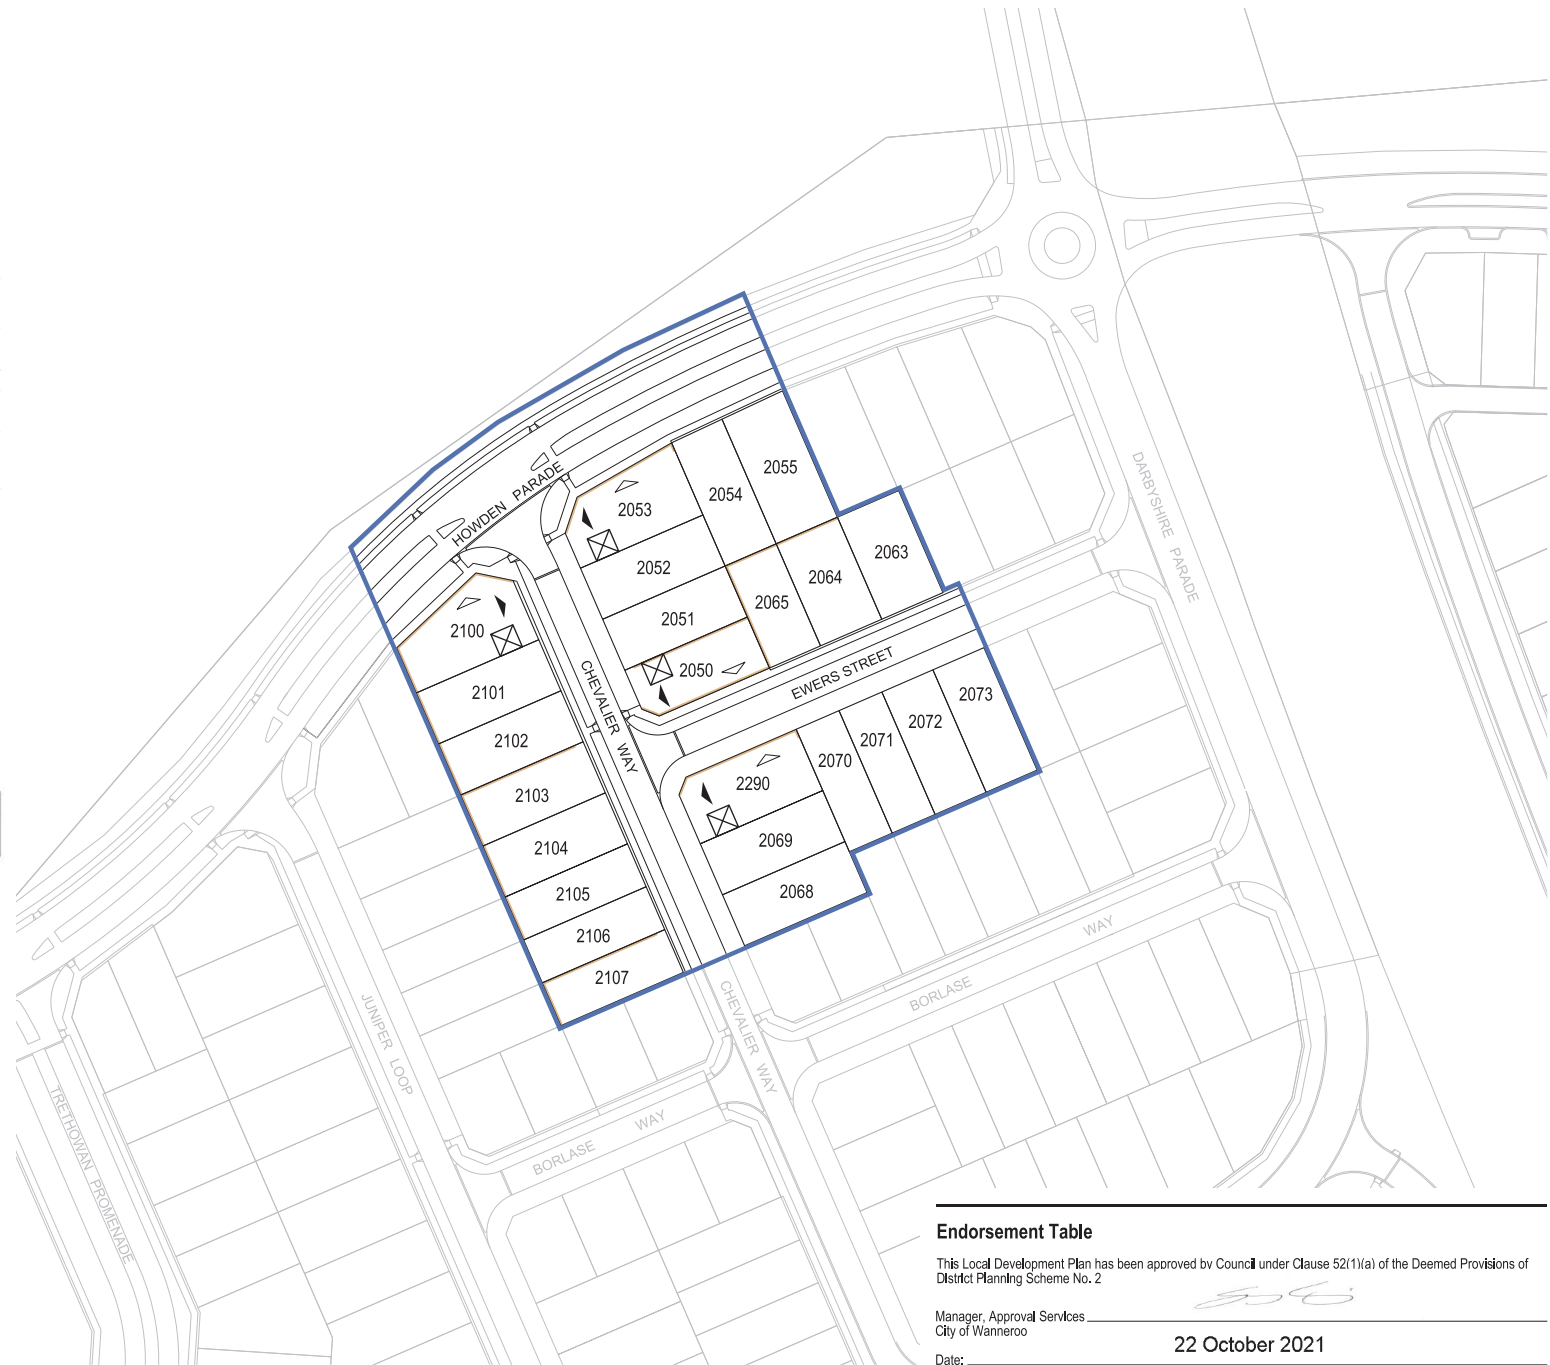 HOWDEN PARADE
2055
2054
2053
2052
2051
2050
2063
2064
2065
2100
2101
2102
2103
2104
2105
2106
2107
CHEVALIER WAY
EWERS STREET
2073
2072
2071
2070
2290
2069
2068
DARBYSHIRE PARADE
JUNIPER LOOP
CHEVALIER WAY
BORLASE WAY
BORLASE WAY
TRETHOWAN PROMENADE
Endorsement Table
This Local Development Plan has been approved by Council under Clause 52(1)(a) of the Deemed Provisions of
District Planning Scheme No. 2
Manager, Approval Services
City of Wanneroo
22 October 2021
Date: